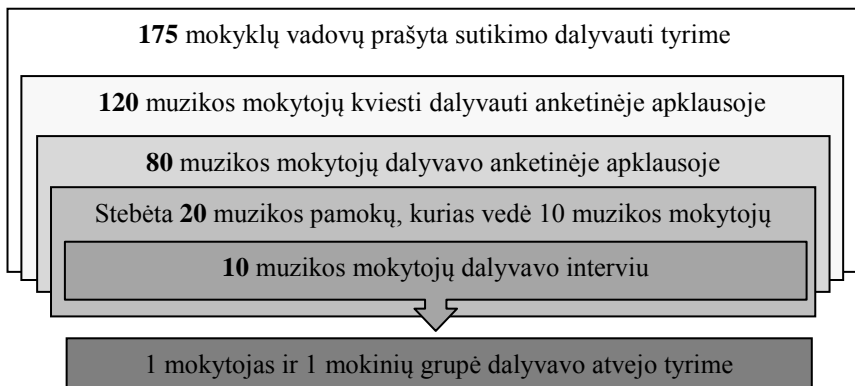 175 mokyklų vadovų prašyta sutikimo dalyvauti tyrime
120 muzikos mokytojų kviesti dalyvauti anketinėje apklausoje
80 muzikos mokytojų dalyvavo anketinėje apklausoje
Stebėta 20 muzikos pamokų, kurias vedė 10 muzikos mokytojų
10 muzikos mokytojų dalyvavo interviu
1 mokytojas ir 1 mokinių grupė dalyvavo atvejo tyrime